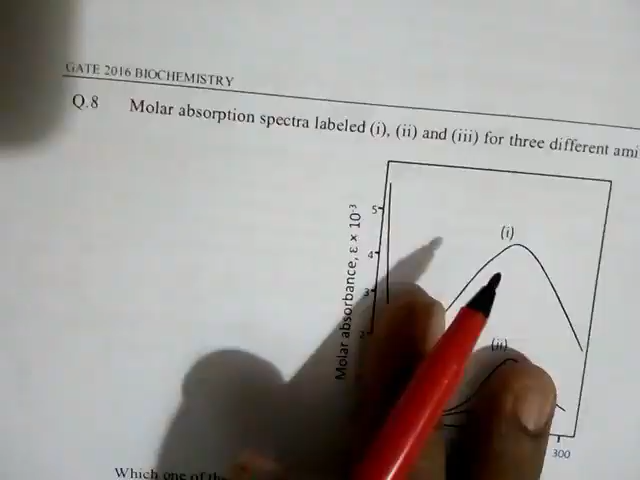 GATE 2016 BIOCHEMISTRY
Q.8 Molar absorption spectra labeled (i), (ii) and (iii) for three different ami
(i)
5
4
3
2
Molar absorbance, ε × 10⁻³
(ii)
300
Which one of the